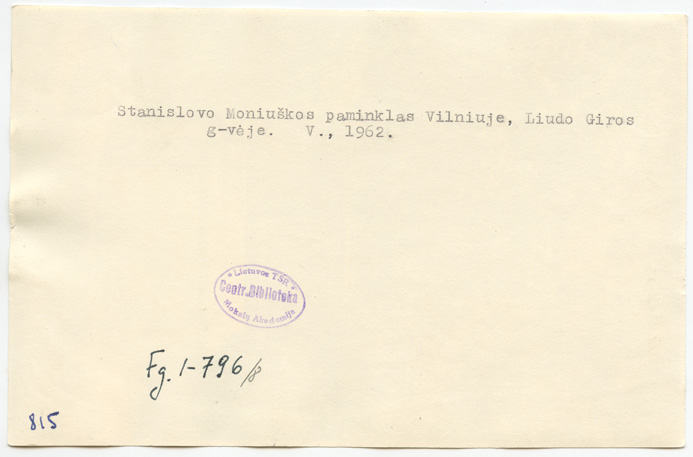 Stanislovo Moniuškos paminklas Vilniuje, Liudo Giros
g-vėje. V., 1962.
* Lietuvos TSR *
Centr. Biblioteka
Mokslų Akademija
Fg. 1-796/8
815